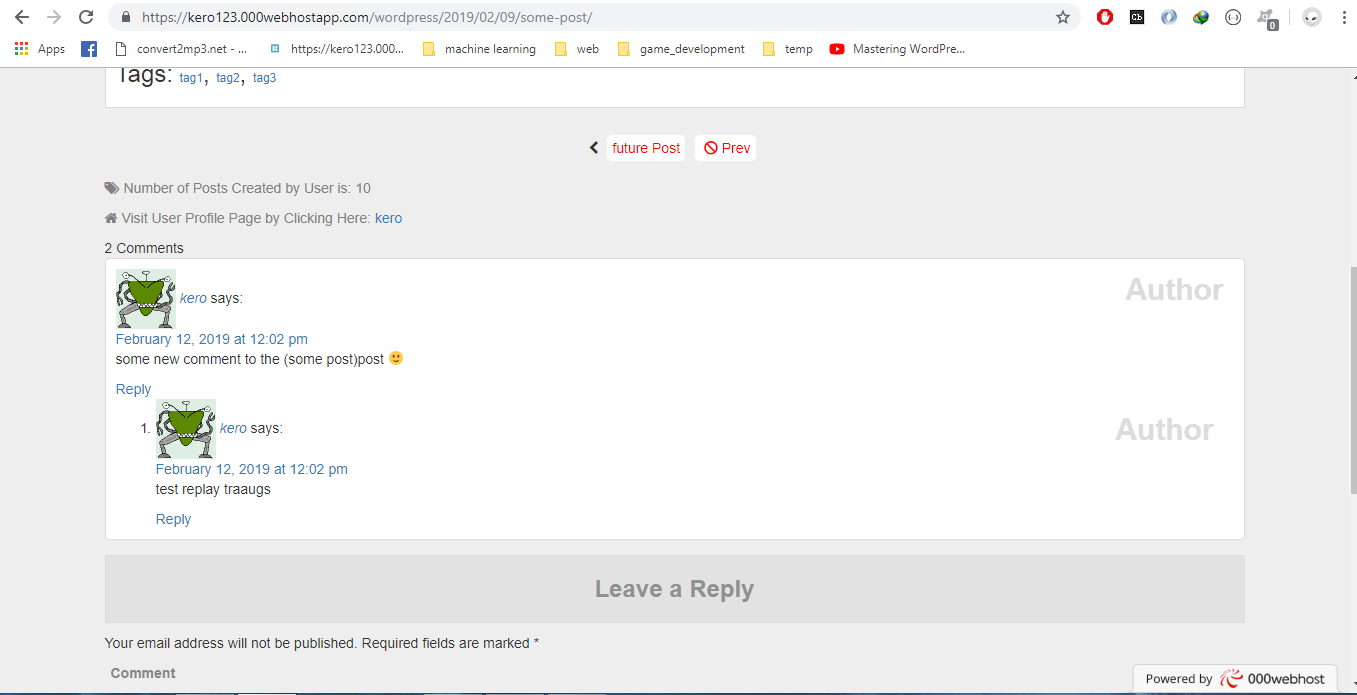 https://kero123.000webhostapp.com/wordpress/2019/02/09/some-post/
0
Apps convert2mp3.net - ... https://kero123.000... machine learning web game_development temp Mastering WordPre...
Tags: tag1, tag2, tag3
future Post Prev
Number of Posts Created by User is: 10
Visit User Profile Page by Clicking Here: kero
2 Comments
kero says: Author
February 12, 2019 at 12:02 pm
some new comment to the (some post)post 🙂
Reply
1. kero says: Author
February 12, 2019 at 12:02 pm
test replay traaugs
Reply
Leave a Reply
Your email address will not be published. Required fields are marked *
Comment
Powered by 000webhost